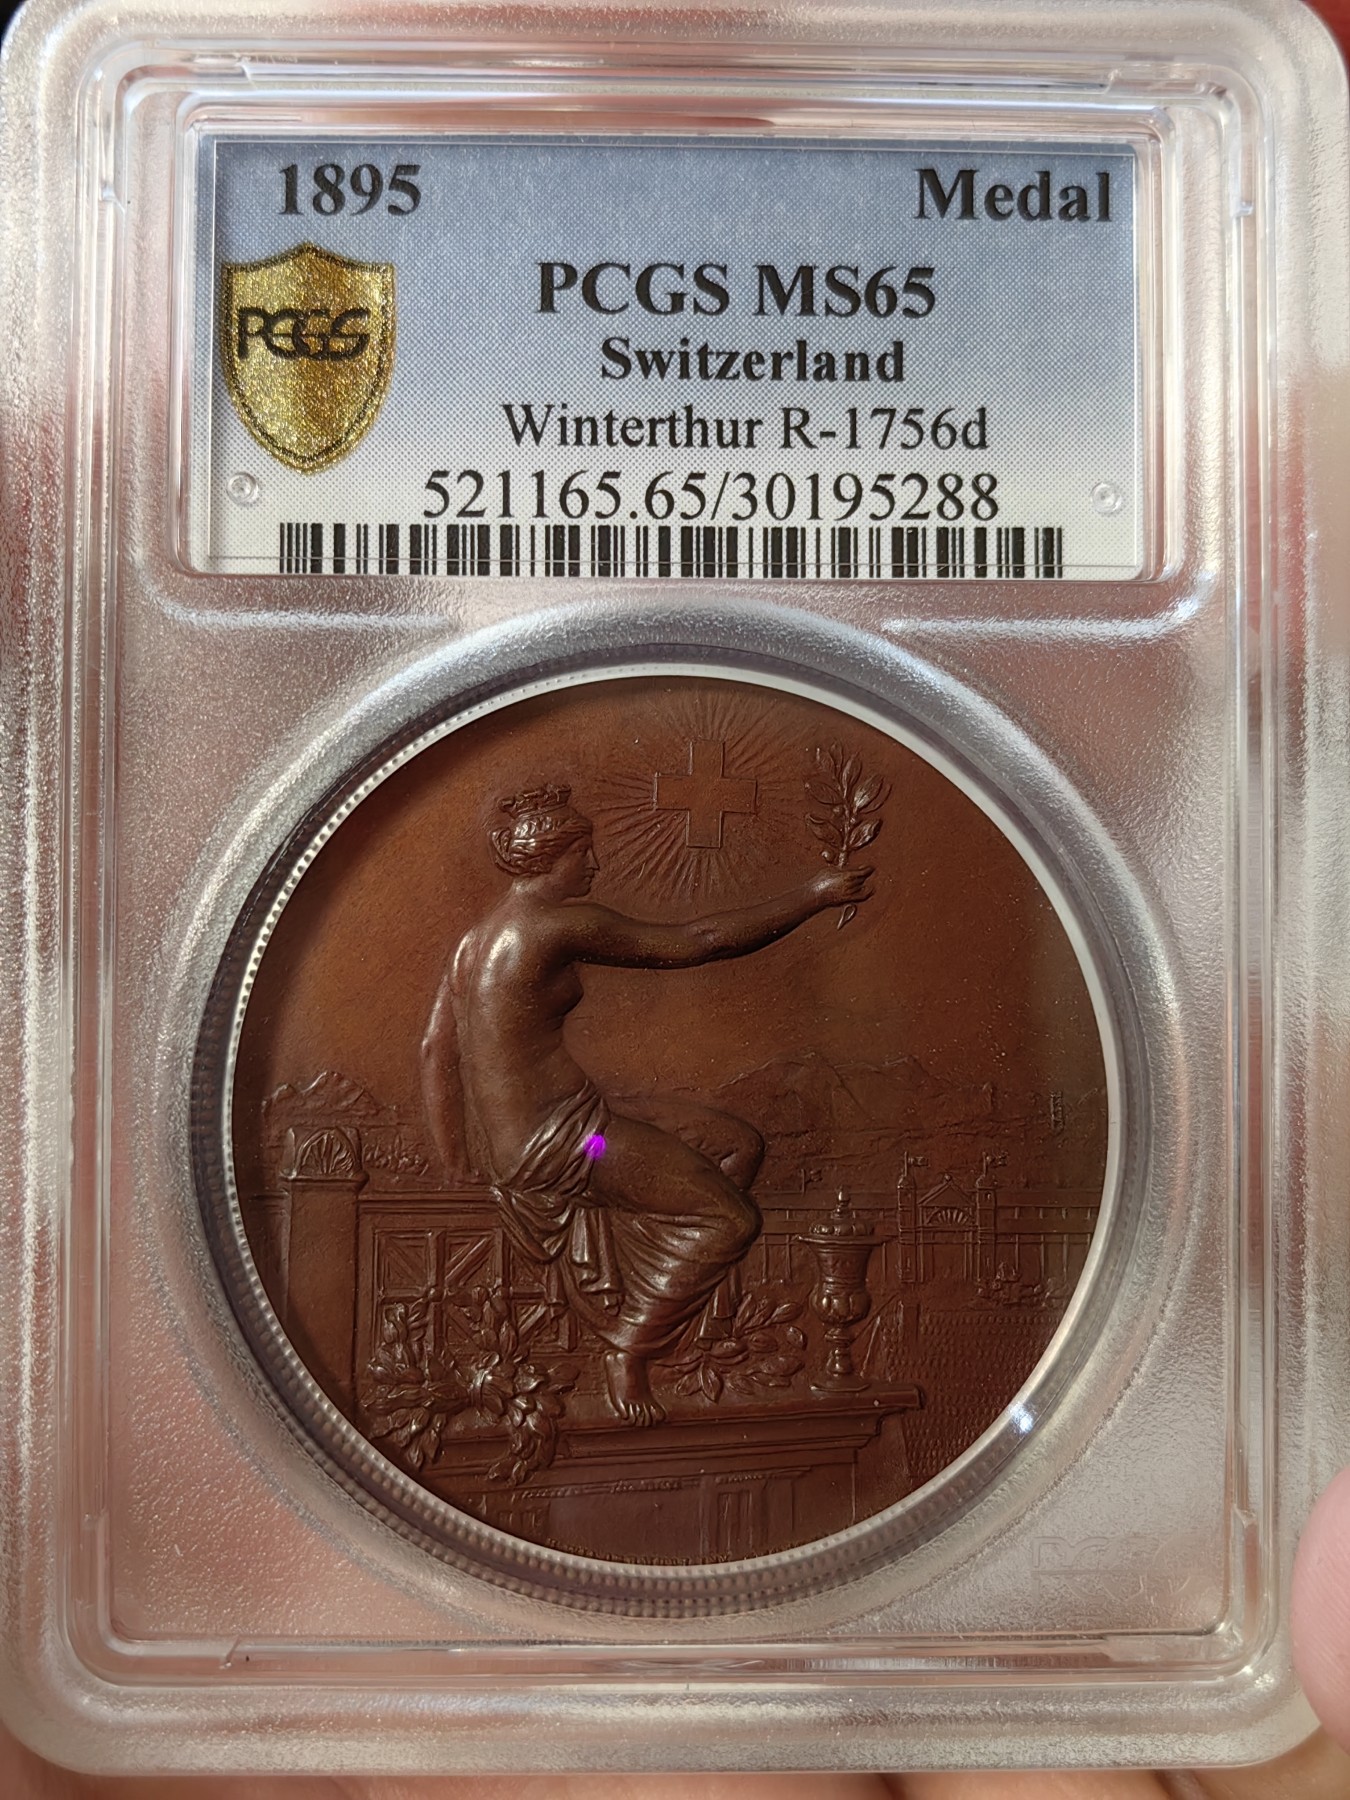 1895 Medal
PCGS PCGS MS65
Switzerland
Winterthur R-1756d
521165.65/30195288